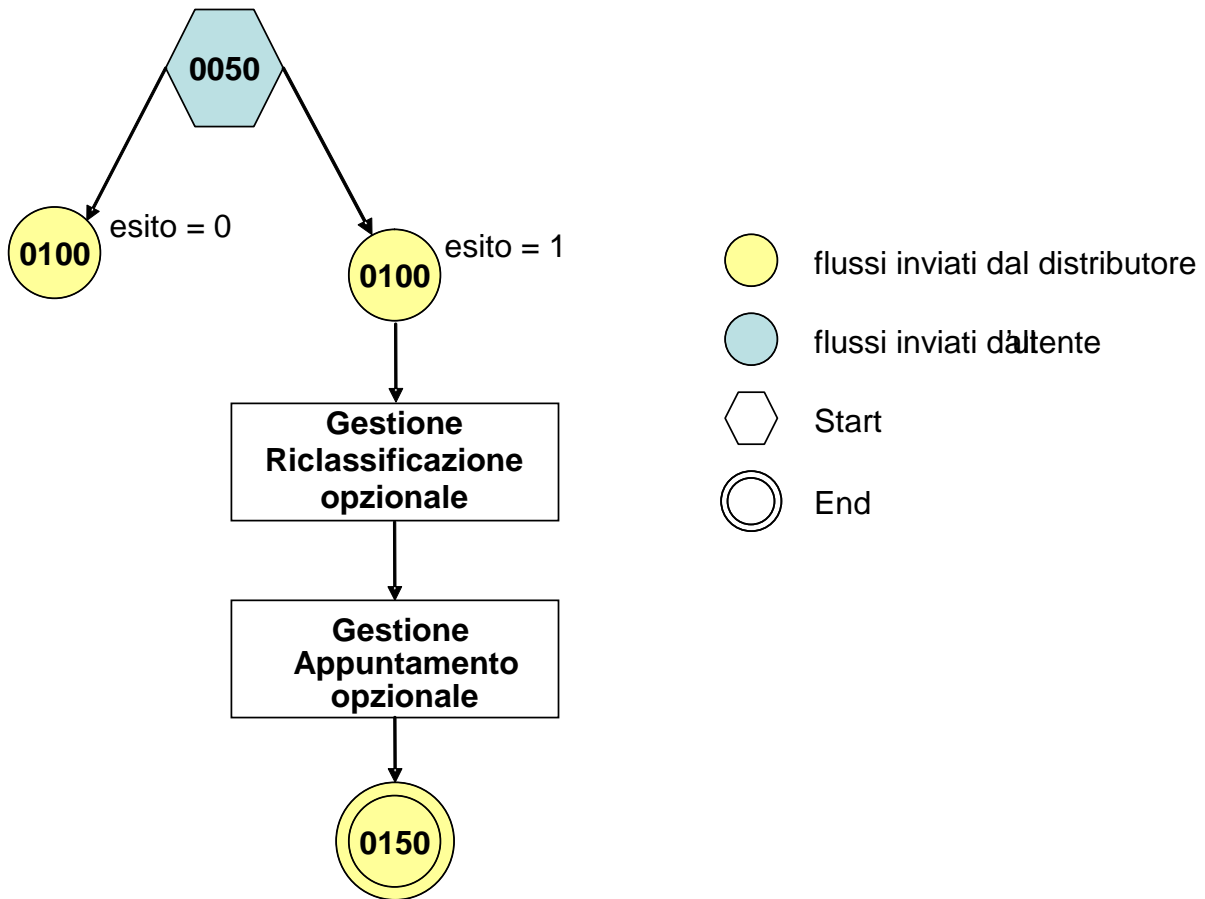 0050
0100
esito = 0
0100
esito = 1
Gestione
Riclassificazione
opzionale
Gestione
Appuntamento
opzionale
0150
flussi inviati dal distributore
flussi inviati dall'utente
Start
End